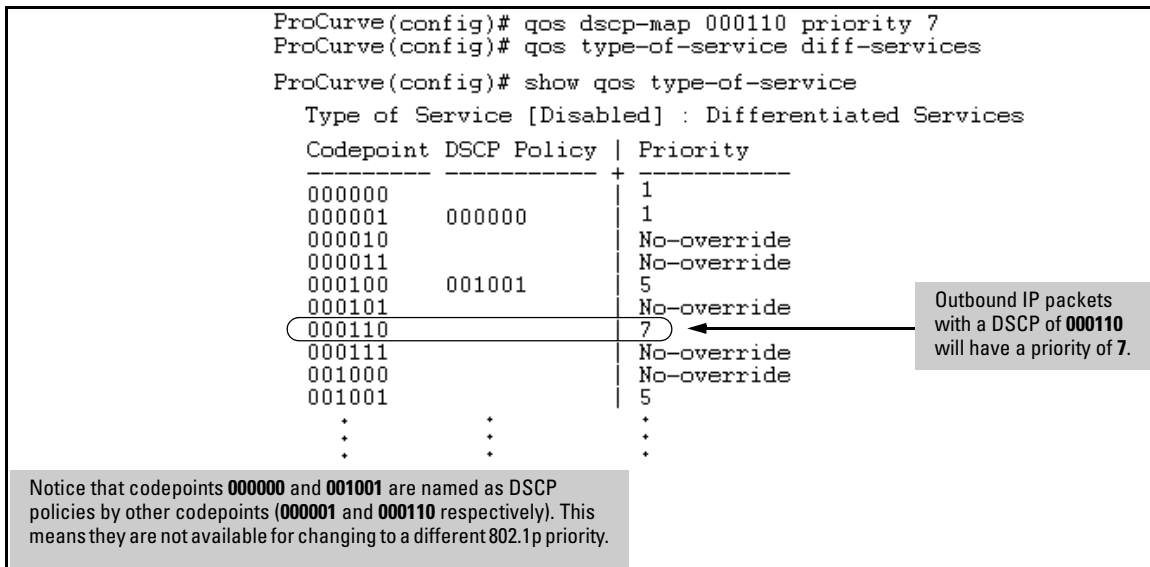 ProCurve(config)# qos dscp-map 000110 priority 7
ProCurve(config)# qos type-of-service diff-services
ProCurve(config)# show qos type-of-service
Type of Service [Disabled] : Differentiated Services
Codepoint DSCP Policy | Priority
--------- ----------- + -----------
000000 | 1
000001 000000 | 1
000010 | No-override
000011 | No-override
000100 001001 | 5
000101 | No-override
000110 | 7
000111 | No-override
001000 | No-override
001001 | 5
. . .
. . .
. . .
Outbound IP packets
with a DSCP of 000110
will have a priority of 7.
Notice that codepoints 000000 and 001001 are named as DSCP
policies by other codepoints (000001 and 000110 respectively). This
means they are not available for changing to a different 802.1p priority.